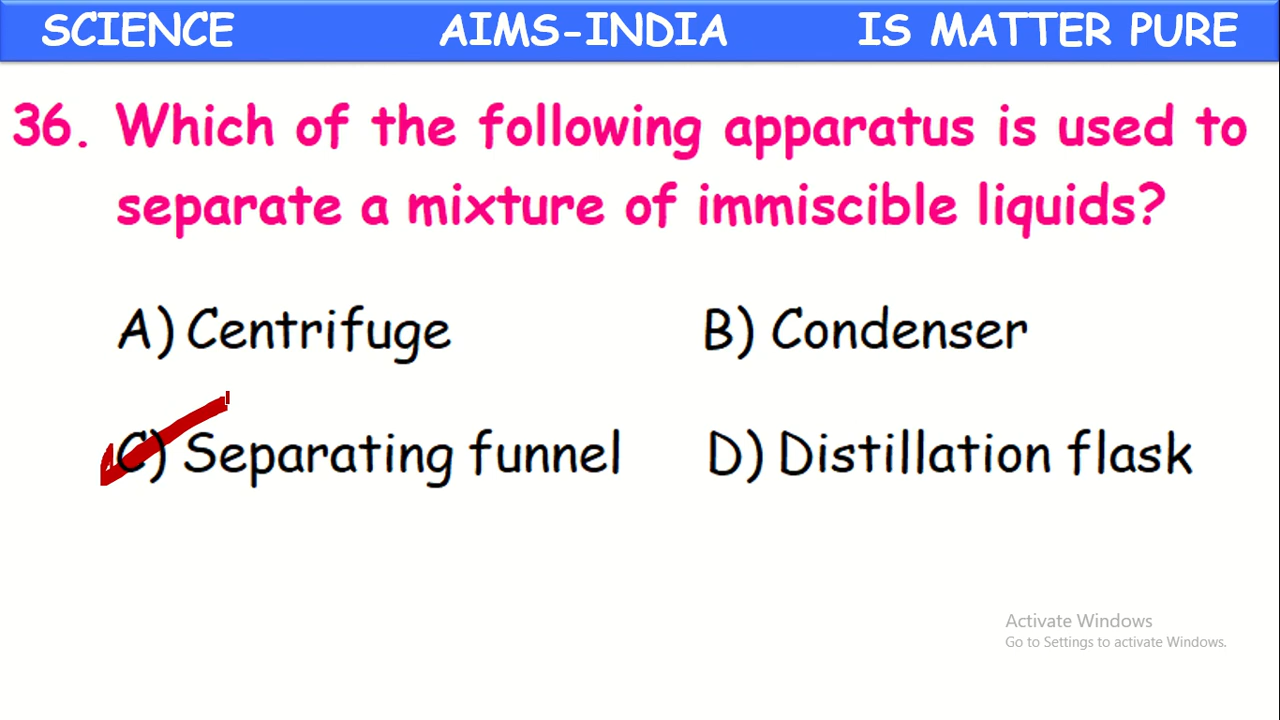 SCIENCE AIMS-INDIA IS MATTER PURE
36. Which of the following apparatus is used to
separate a mixture of immiscible liquids?
A) Centrifuge B) Condenser
C) Separating funnel D) Distillation flask
Activate Windows
Go to Settings to activate Windows.